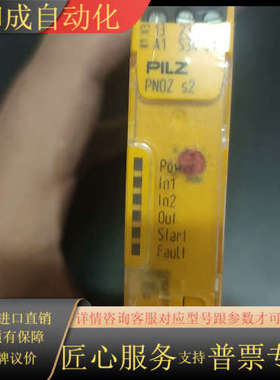 成自动化
13
A1
PILZ
PNOZ s2
Power
In1
In2
Out
Start
Fault
进口直销
详情咨询客服对应型号跟参数才可
有保障
议价
匠心服务支持普票专